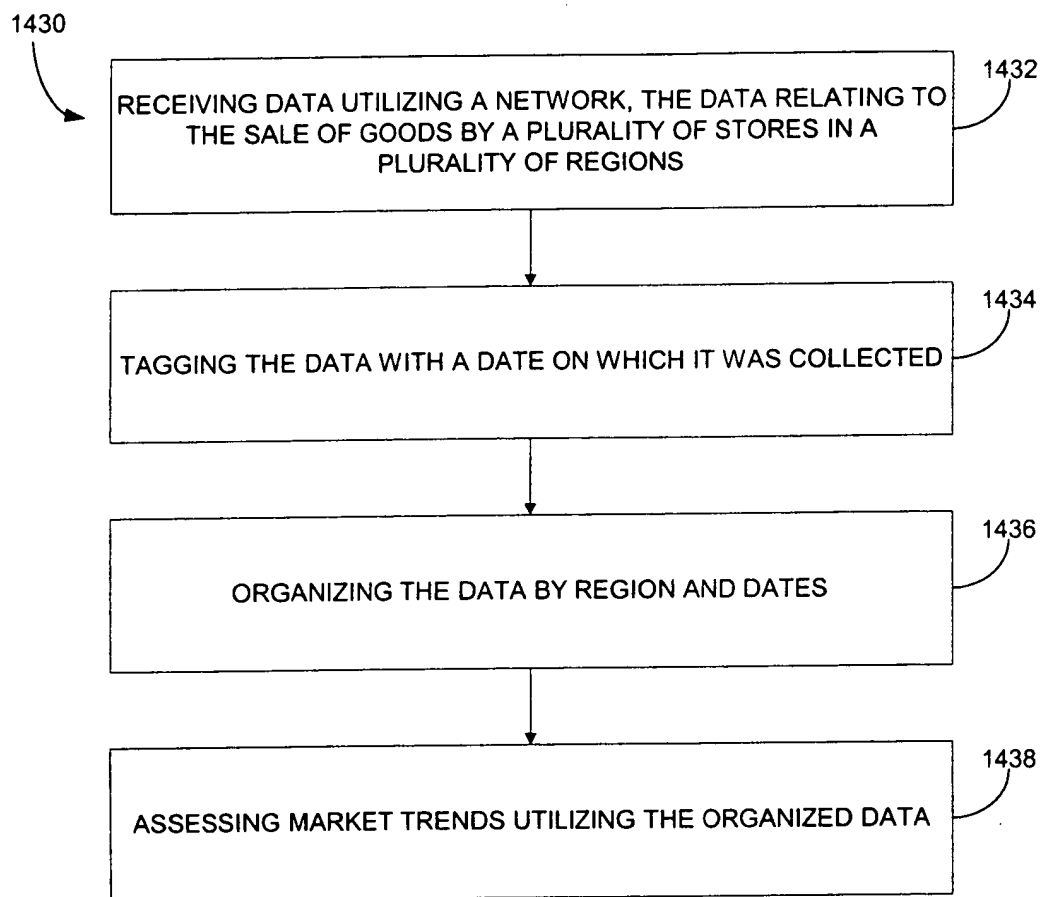 1430
1432
RECEIVING DATA UTILIZING A NETWORK, THE DATA RELATING TO
THE SALE OF GOODS BY A PLURALITY OF STORES IN A
PLURALITY OF REGIONS
1434
TAGGING THE DATA WITH A DATE ON WHICH IT WAS COLLECTED
1436
ORGANIZING THE DATA BY REGION AND DATES
1438
ASSESSING MARKET TRENDS UTILIZING THE ORGANIZED DATA